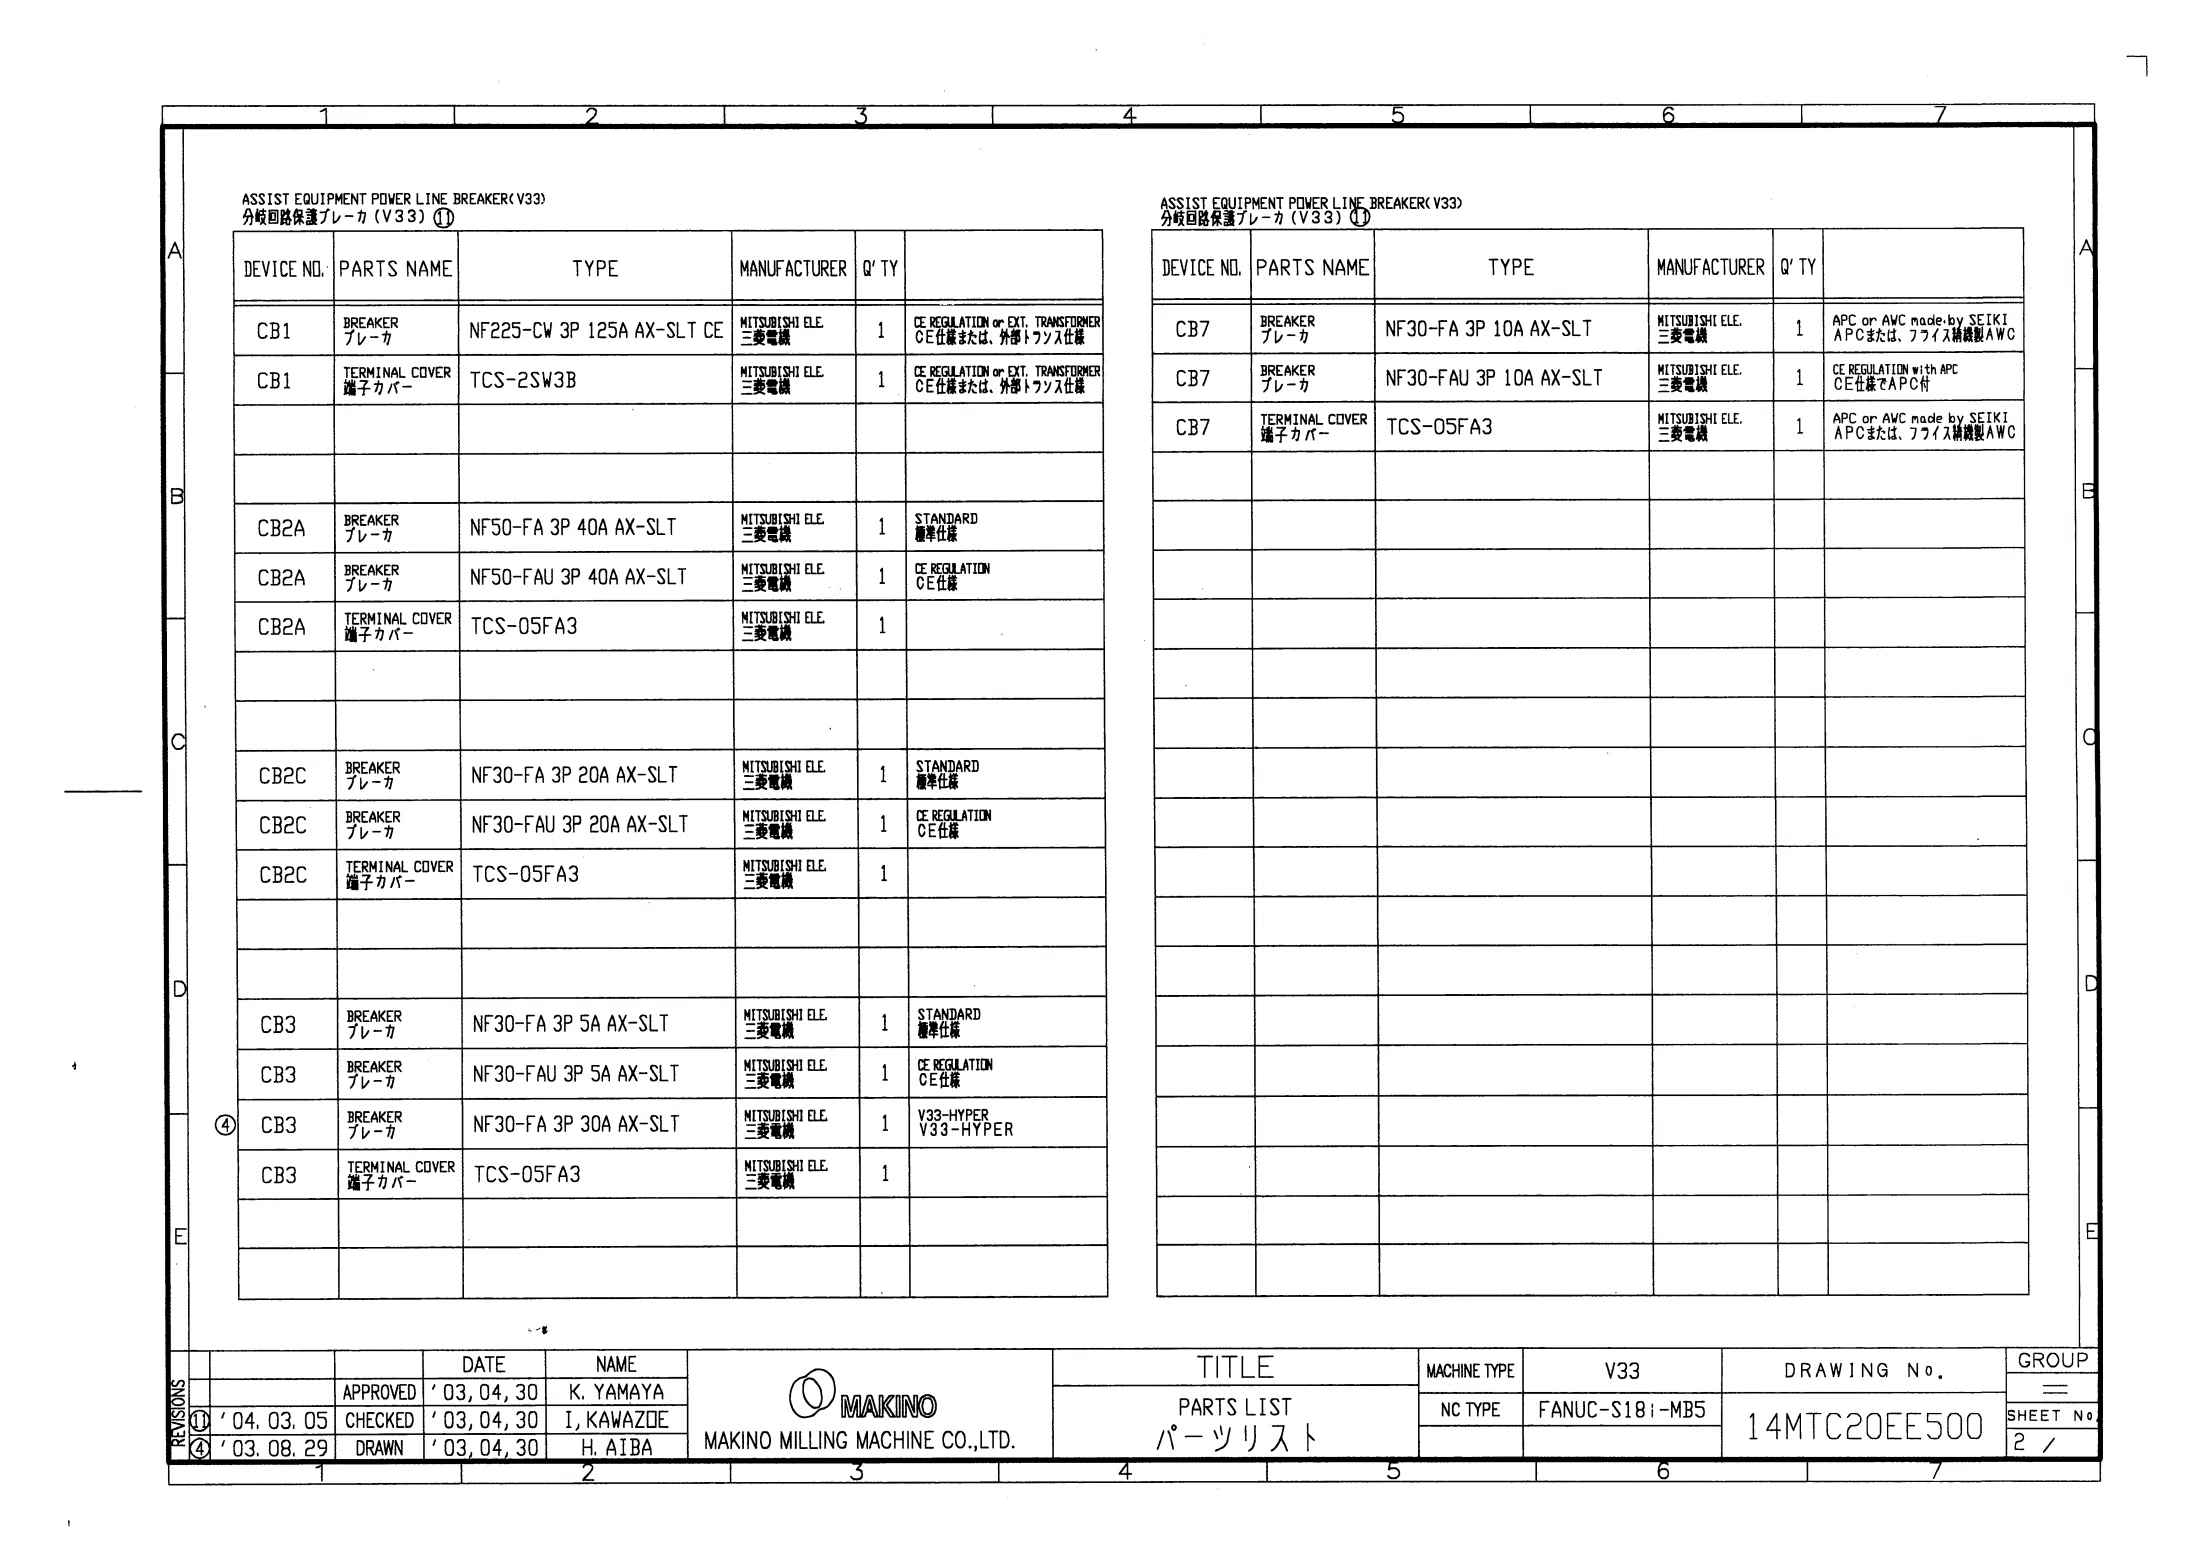 1 2 3 4 5 6 7
ASSIST EQUIPMENT POWER LINE BREAKER(V33)
分岐回路保護ブレーカ(V33) ⑪
DEVICE NO. PARTS NAME TYPE MANUFACTURER Q'TY
CB1 BREAKER NF225-CW 3P 125A AX-SLT CE MITSUBISHI ELE. 1 CE REGULATION or EXT. TRANSFORMER
ブレーカ 三菱電機 CE仕様または、外部トランス仕様
CB1 TERMINAL COVER TCS-2SW3B MITSUBISHI ELE. 1 CE REGULATION or EXT. TRANSFORMER
端子カバー 三菱電機 CE仕様または、外部トランス仕様
CB2A BREAKER NF50-FA 3P 40A AX-SLT MITSUBISHI ELE. 1 STANDARD
ブレーカ 三菱電機 標準仕様
CB2A BREAKER NF50-FAU 3P 40A AX-SLT MITSUBISHI ELE. 1 CE REGULATION
ブレーカ 三菱電機 CE仕様
CB2A TERMINAL COVER TCS-05FA3 MITSUBISHI ELE. 1
端子カバー 三菱電機
CB2C BREAKER NF30-FA 3P 20A AX-SLT MITSUBISHI ELE. 1 STANDARD
ブレーカ 三菱電機 標準仕様
CB2C BREAKER NF30-FAU 3P 20A AX-SLT MITSUBISHI ELE. 1 CE REGULATION
ブレーカ 三菱電機 CE仕様
CB2C TERMINAL COVER TCS-05FA3 MITSUBISHI ELE. 1
端子カバー 三菱電機
CB3 BREAKER NF30-FA 3P 5A AX-SLT MITSUBISHI ELE. 1 STANDARD
ブレーカ 三菱電機 標準仕様
CB3 BREAKER NF30-FAU 3P 5A AX-SLT MITSUBISHI ELE. 1 CE REGULATION
ブレーカ 三菱電機 CE仕様
④ CB3 BREAKER NF30-FA 3P 30A AX-SLT MITSUBISHI ELE. 1 V33-HYPER
ブレーカ 三菱電機 V33-HYPER
CB3 TERMINAL COVER TCS-05FA3 MITSUBISHI ELE. 1
端子カバー 三菱電機
ASSIST EQUIPMENT POWER LINE BREAKER(V33)
分岐回路保護ブレーカ(V33) ⑪
DEVICE NO. PARTS NAME TYPE MANUFACTURER Q'TY
CB7 BREAKER NF30-FA 3P 10A AX-SLT MITSUBISHI ELE. 1 APC or AWC made by SEIKI
ブレーカ 三菱電機 APCまたは、フライス精機製AWC
CB7 BREAKER NF30-FAU 3P 10A AX-SLT MITSUBISHI ELE. 1 CE REGULATION with APC
ブレーカ 三菱電機 CE仕様でAPC付
CB7 TERMINAL COVER TCS-05FA3 MITSUBISHI ELE. 1 APC or AWC made by SEIKI
端子カバー 三菱電機 APCまたは、フライス精機製AWC
A A
B B
C C
D D
E E
REVISIONS
DATE NAME
APPROVED '03,04,30 K. YAMAYA
⑪ '04.03.05 CHECKED '03,04,30 I,KAWAZOE
④ '03.08.29 DRAWN '03,04,30 H. AIBA
MAKINO
MAKINO MILLING MACHINE CO.,LTD.
TITLE
PARTS LIST
パーツリスト
MACHINE TYPE V33
NC TYPE FANUC-S18i-MB5
DRAWING No.
14MTC20EE500
GROUP
=
SHEET No.
2 /
1 2 3 4 5 6 7